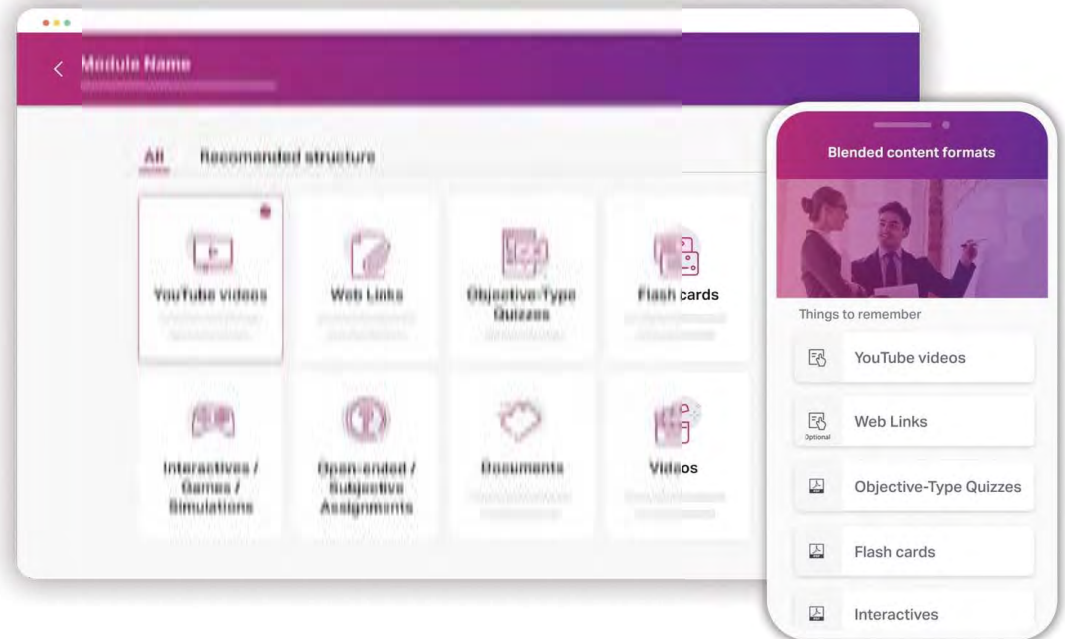 Module Name
All Recomended structure
YouTube videos
Web Links
Objective-Type
Quizzes
Flash cards
Interactives /
Games /
Simulations
Open-ended /
Subjective
Assignments
Documents
Videos
Blended content formats
Things to remember
YouTube videos
Optional
Web Links
Objective-Type Quizzes
Flash cards
Interactives